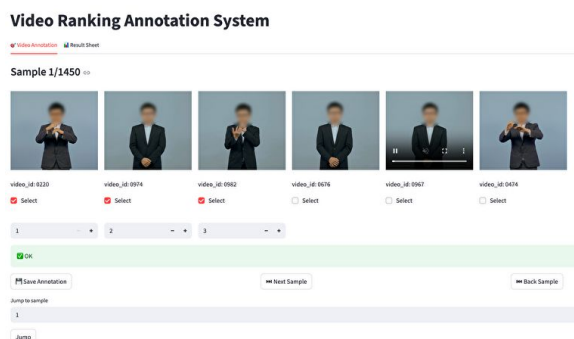 Video Ranking Annotation System
Video Annotation Result Sheet
Sample 1/1450
video_id: 0220 video_id: 0974 video_id: 0982 video_id: 0676 video_id: 0967 video_id: 0474
Select Select Select Select Select Select
1 - + 2 - + 3 - +
OK
Save Annotation Next Sample Back Sample
Jump to sample
1
Jump